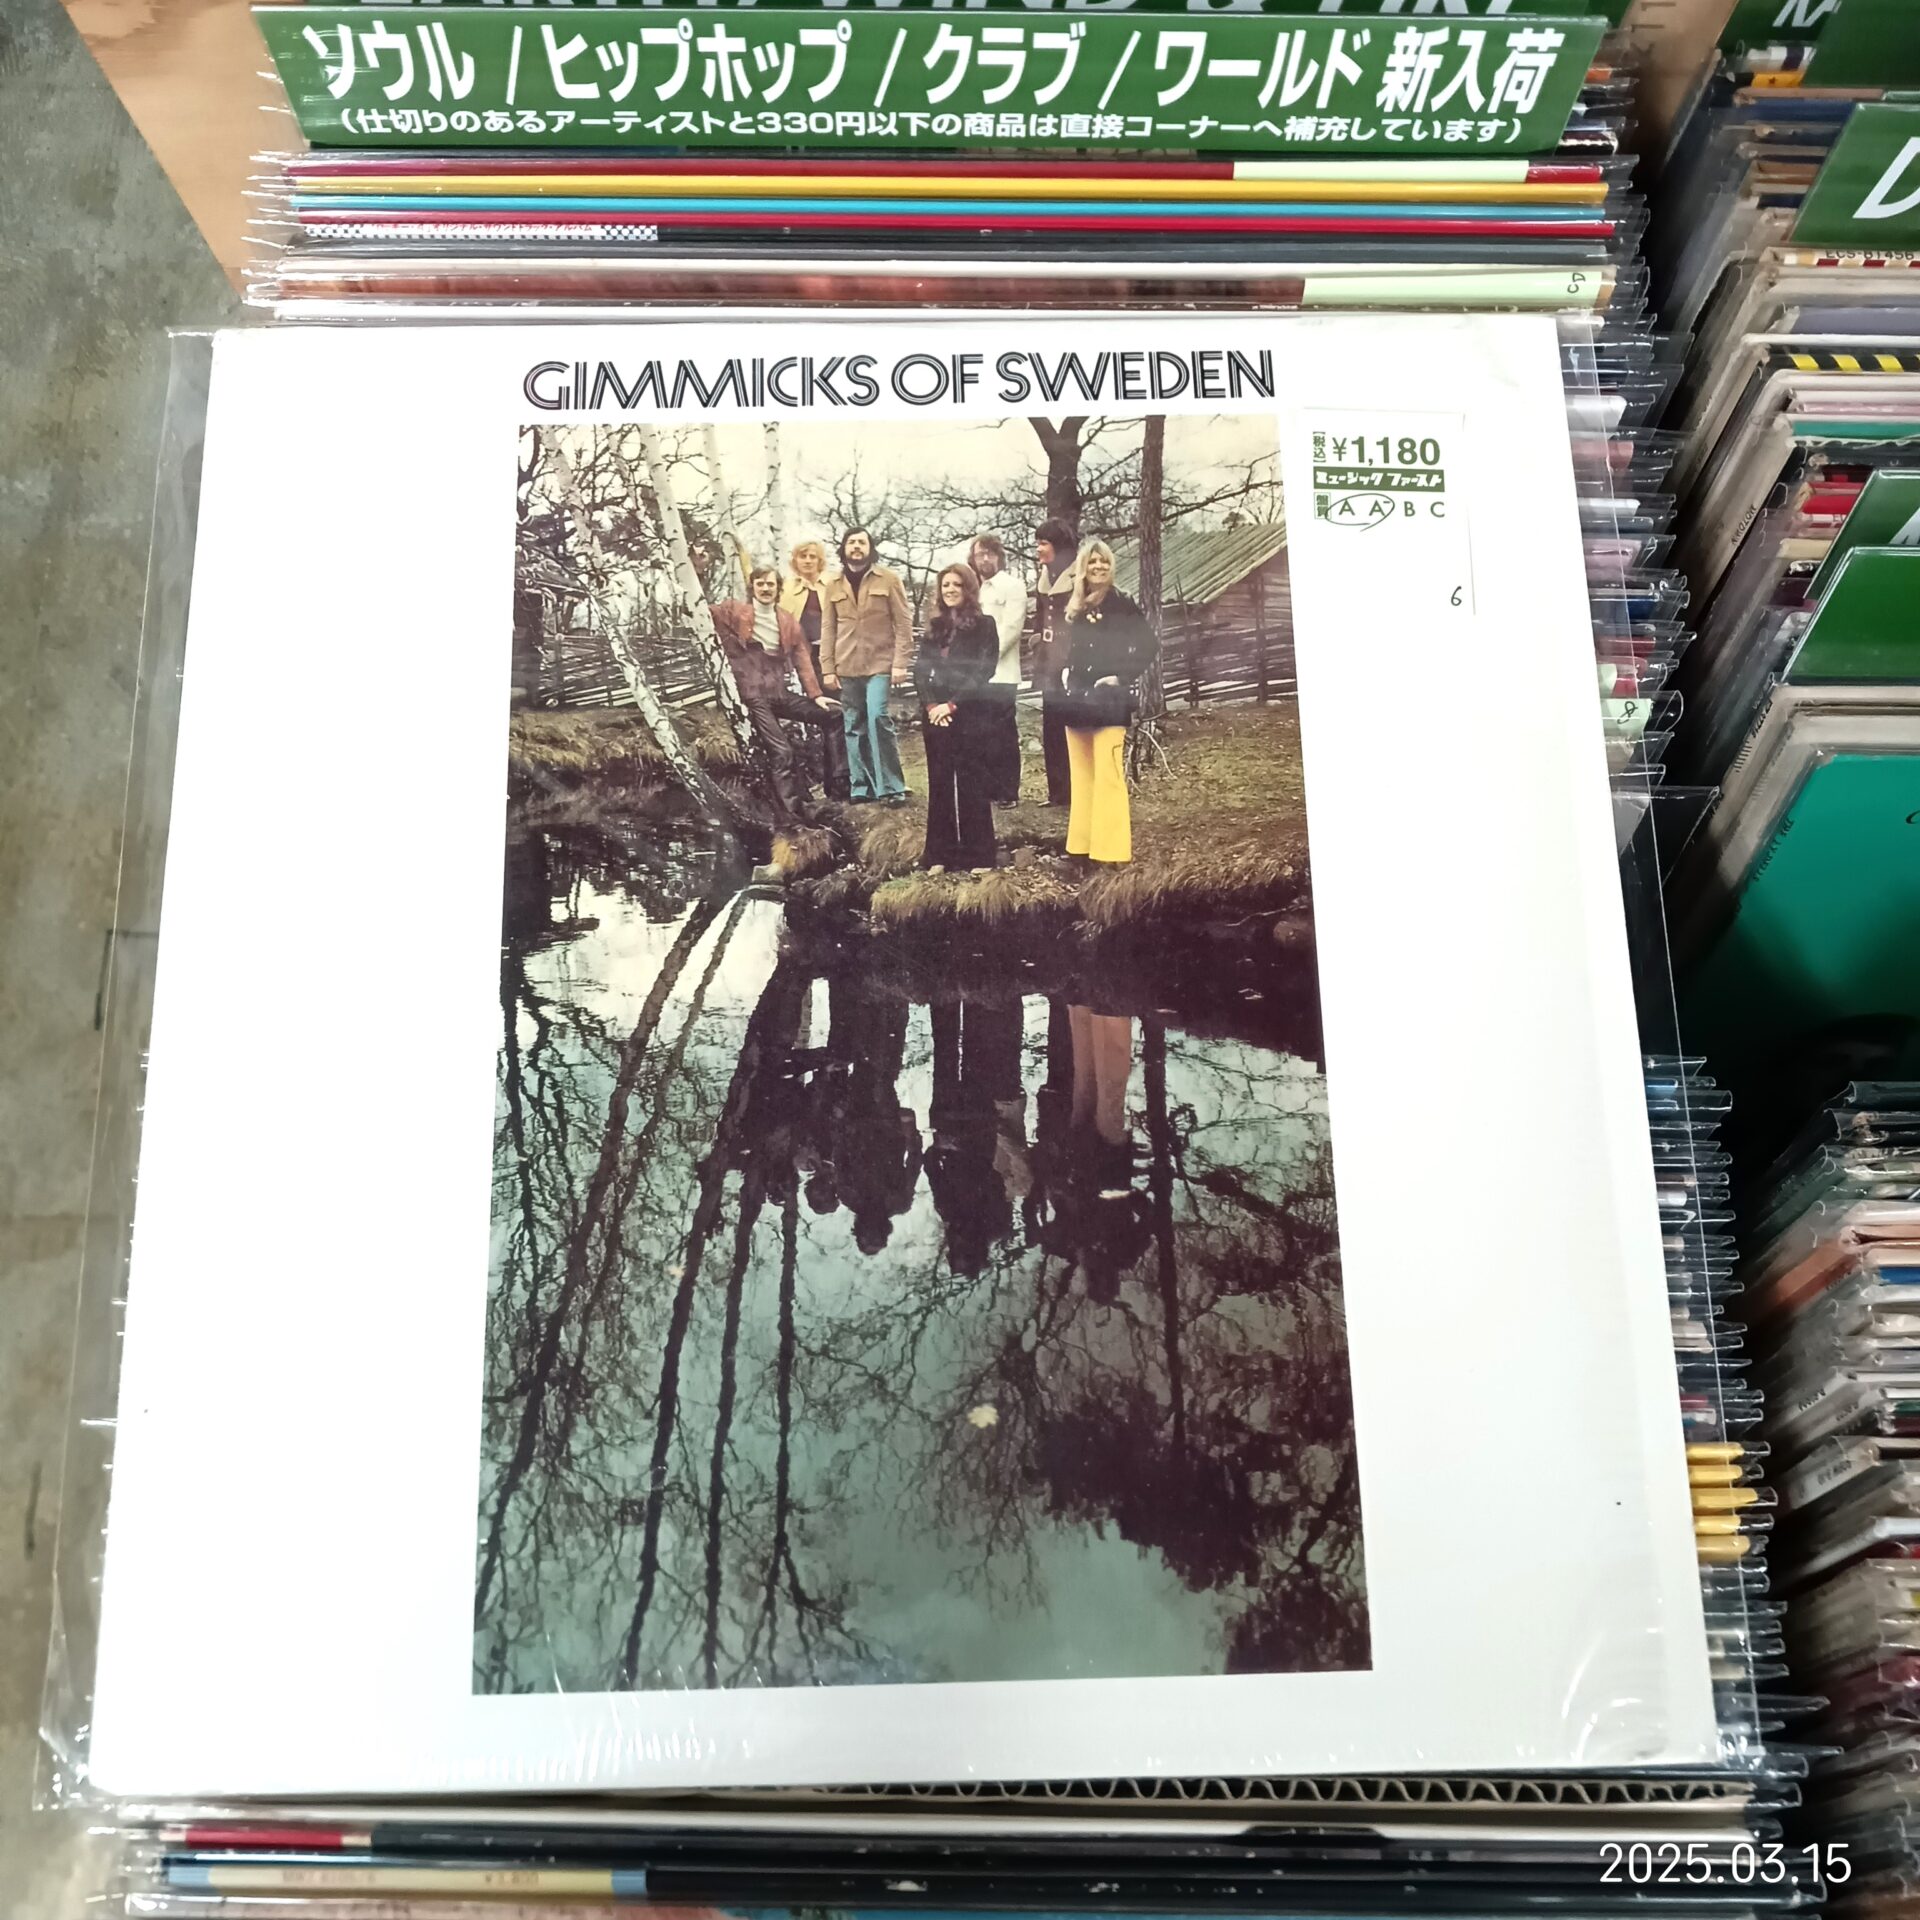 ソウル / ヒップホップ / クラブ / ワールド 新入荷
（仕切りのあるアーティストと330円以下の商品は直接コーナーへ補充しています）
GIMMICKS OF SWEDEN
[税込] ¥1,180
ミュージック ファースト
盤質 A A- B C
6
2025.03.15